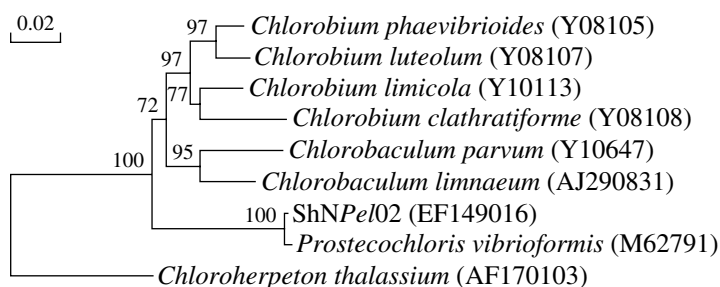 0.02
97
Chlorobium phaevibrioides (Y08105)
97
Chlorobium luteolum (Y08107)
77
Chlorobium limicola (Y10113)
72
Chlorobium clathratiforme (Y08108)
100
95
Chlorobaculum parvum (Y10647)
Chlorobaculum limnaeum (AJ290831)
100
ShNPel02 (EF149016)
Prostecochloris vibrioformis (M62791)
Chloroherpeton thalassium (AF170103)